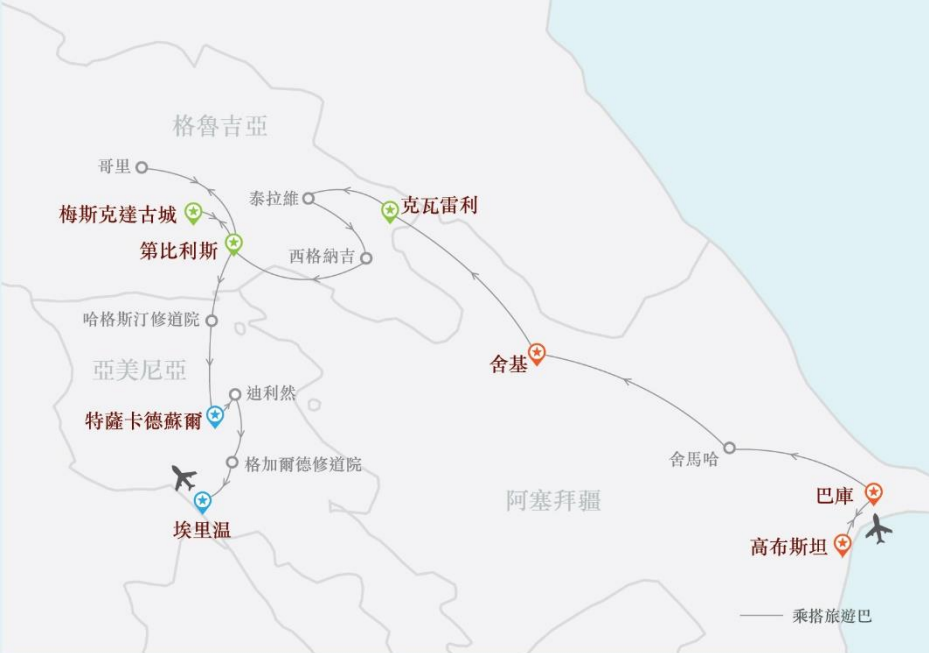 格魯吉亞
哥里
泰拉維
克瓦雷利
梅斯克達古城
第比利斯
西格納吉
哈格斯汀修道院
舍基
亞美尼亞
迪利然
特薩卡德蘇爾
舍馬哈
格加爾德修道院
阿塞拜疆
巴庫
埃里温
高布斯坦
乘搭旅遊巴